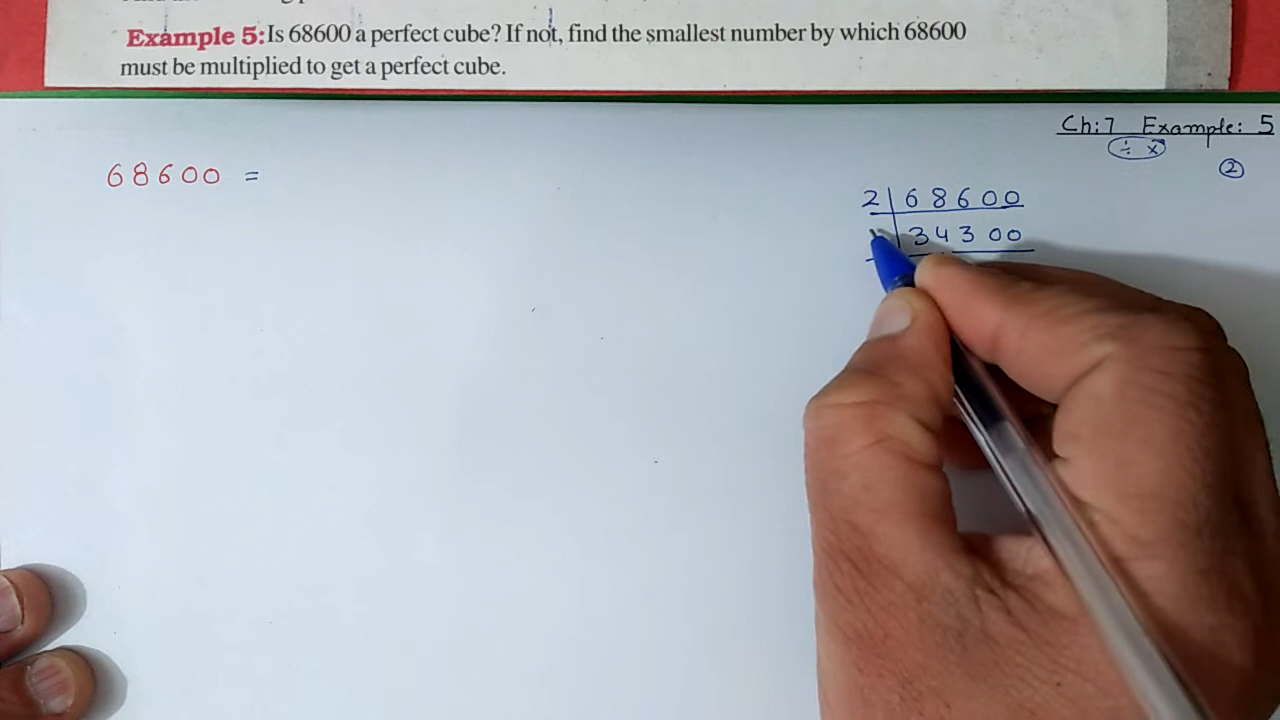 Example 5: Is 68600 a perfect cube? If not, find the smallest number by which 68600
must be multiplied to get a perfect cube.
Ch:7 Example: 5
÷ ×
2
68600 =
2 | 68600
34300